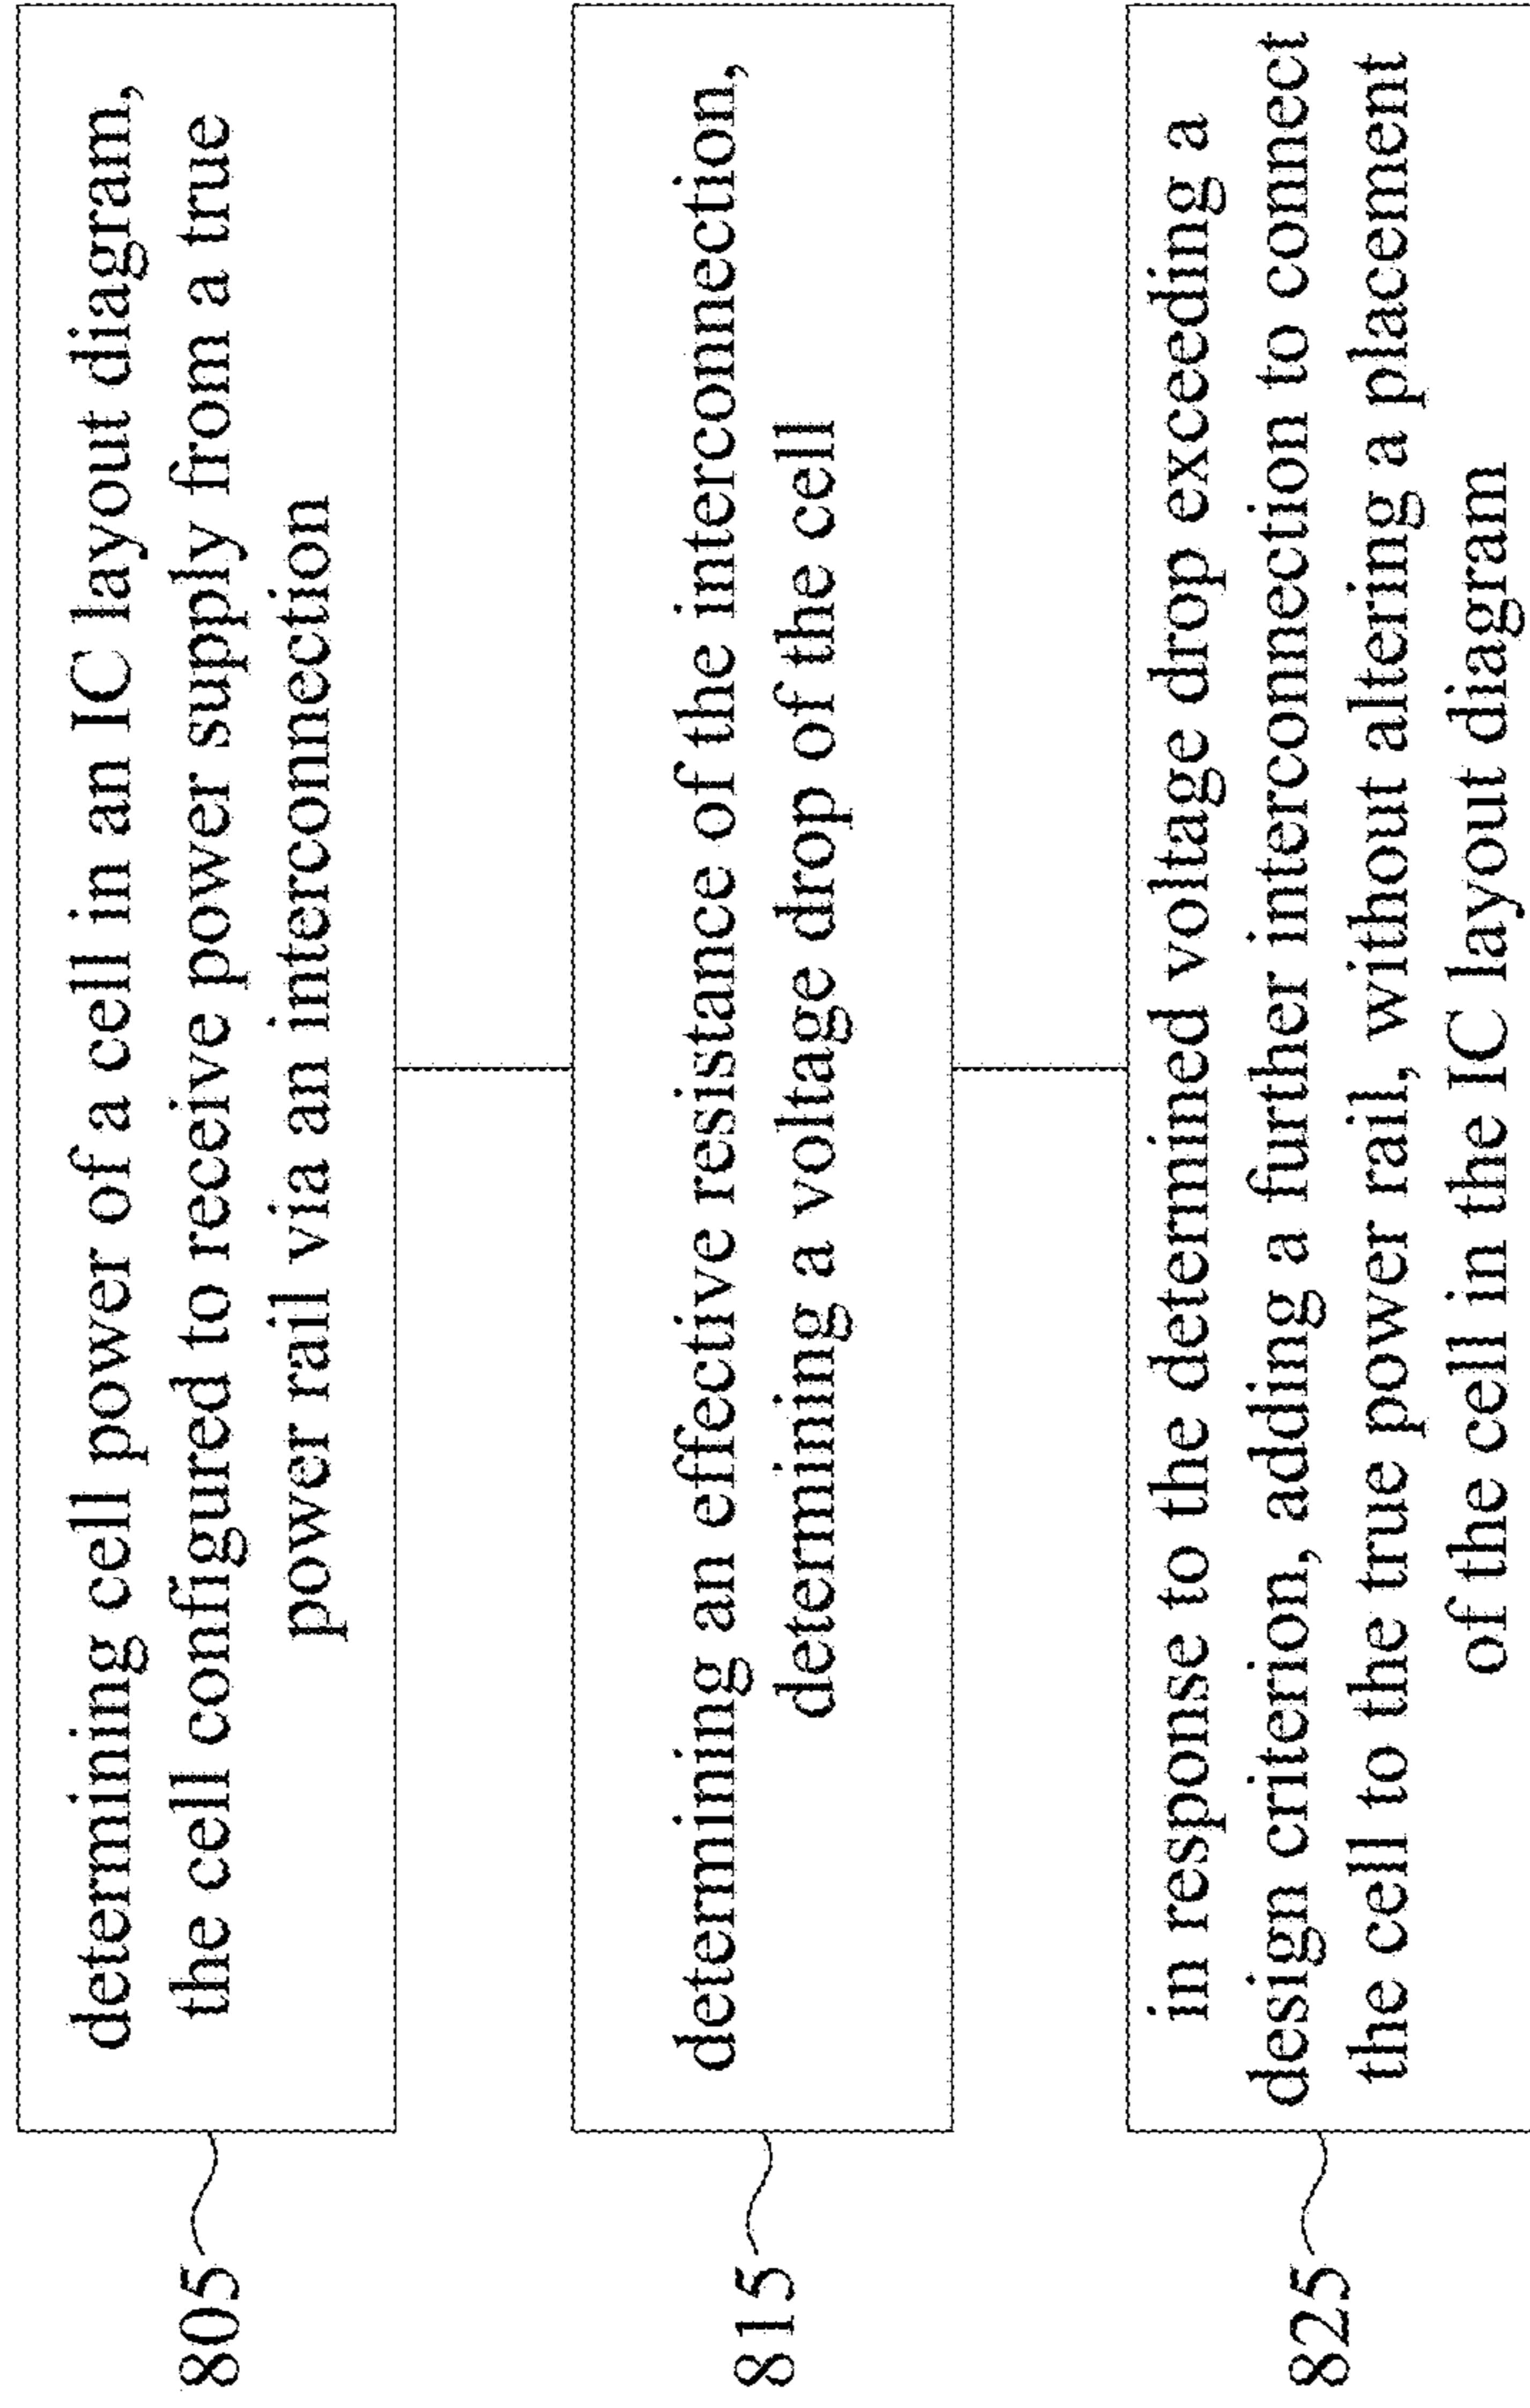 805
determining cell power of a cell in an IC layout diagram,
the cell configured to receive power supply from a true
power rail via an interconnection
815
determining an effective resistance of the interconnection,
determining a voltage drop of the cell
825
in response to the determined voltage drop exceeding a
design criterion, adding a further interconnection to connect
the cell to the true power rail, without altering a placement
of the cell in the IC layout diagram